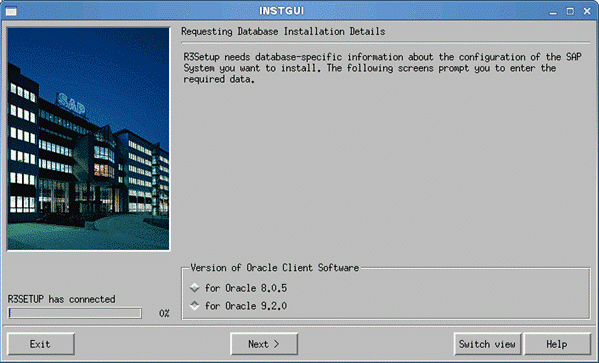 INSTGUI
Requesting Database Installation Details
R3Setup needs database-specific information about the configuration of the SAP
System you want to install. The following screens prompt you to enter the
required data.
SAP
Version of Oracle Client Software
for Oracle 8.0.5
for Oracle 9.2.0
R3SETUP has connected
0%
Exit
Next >
Switch view
Help